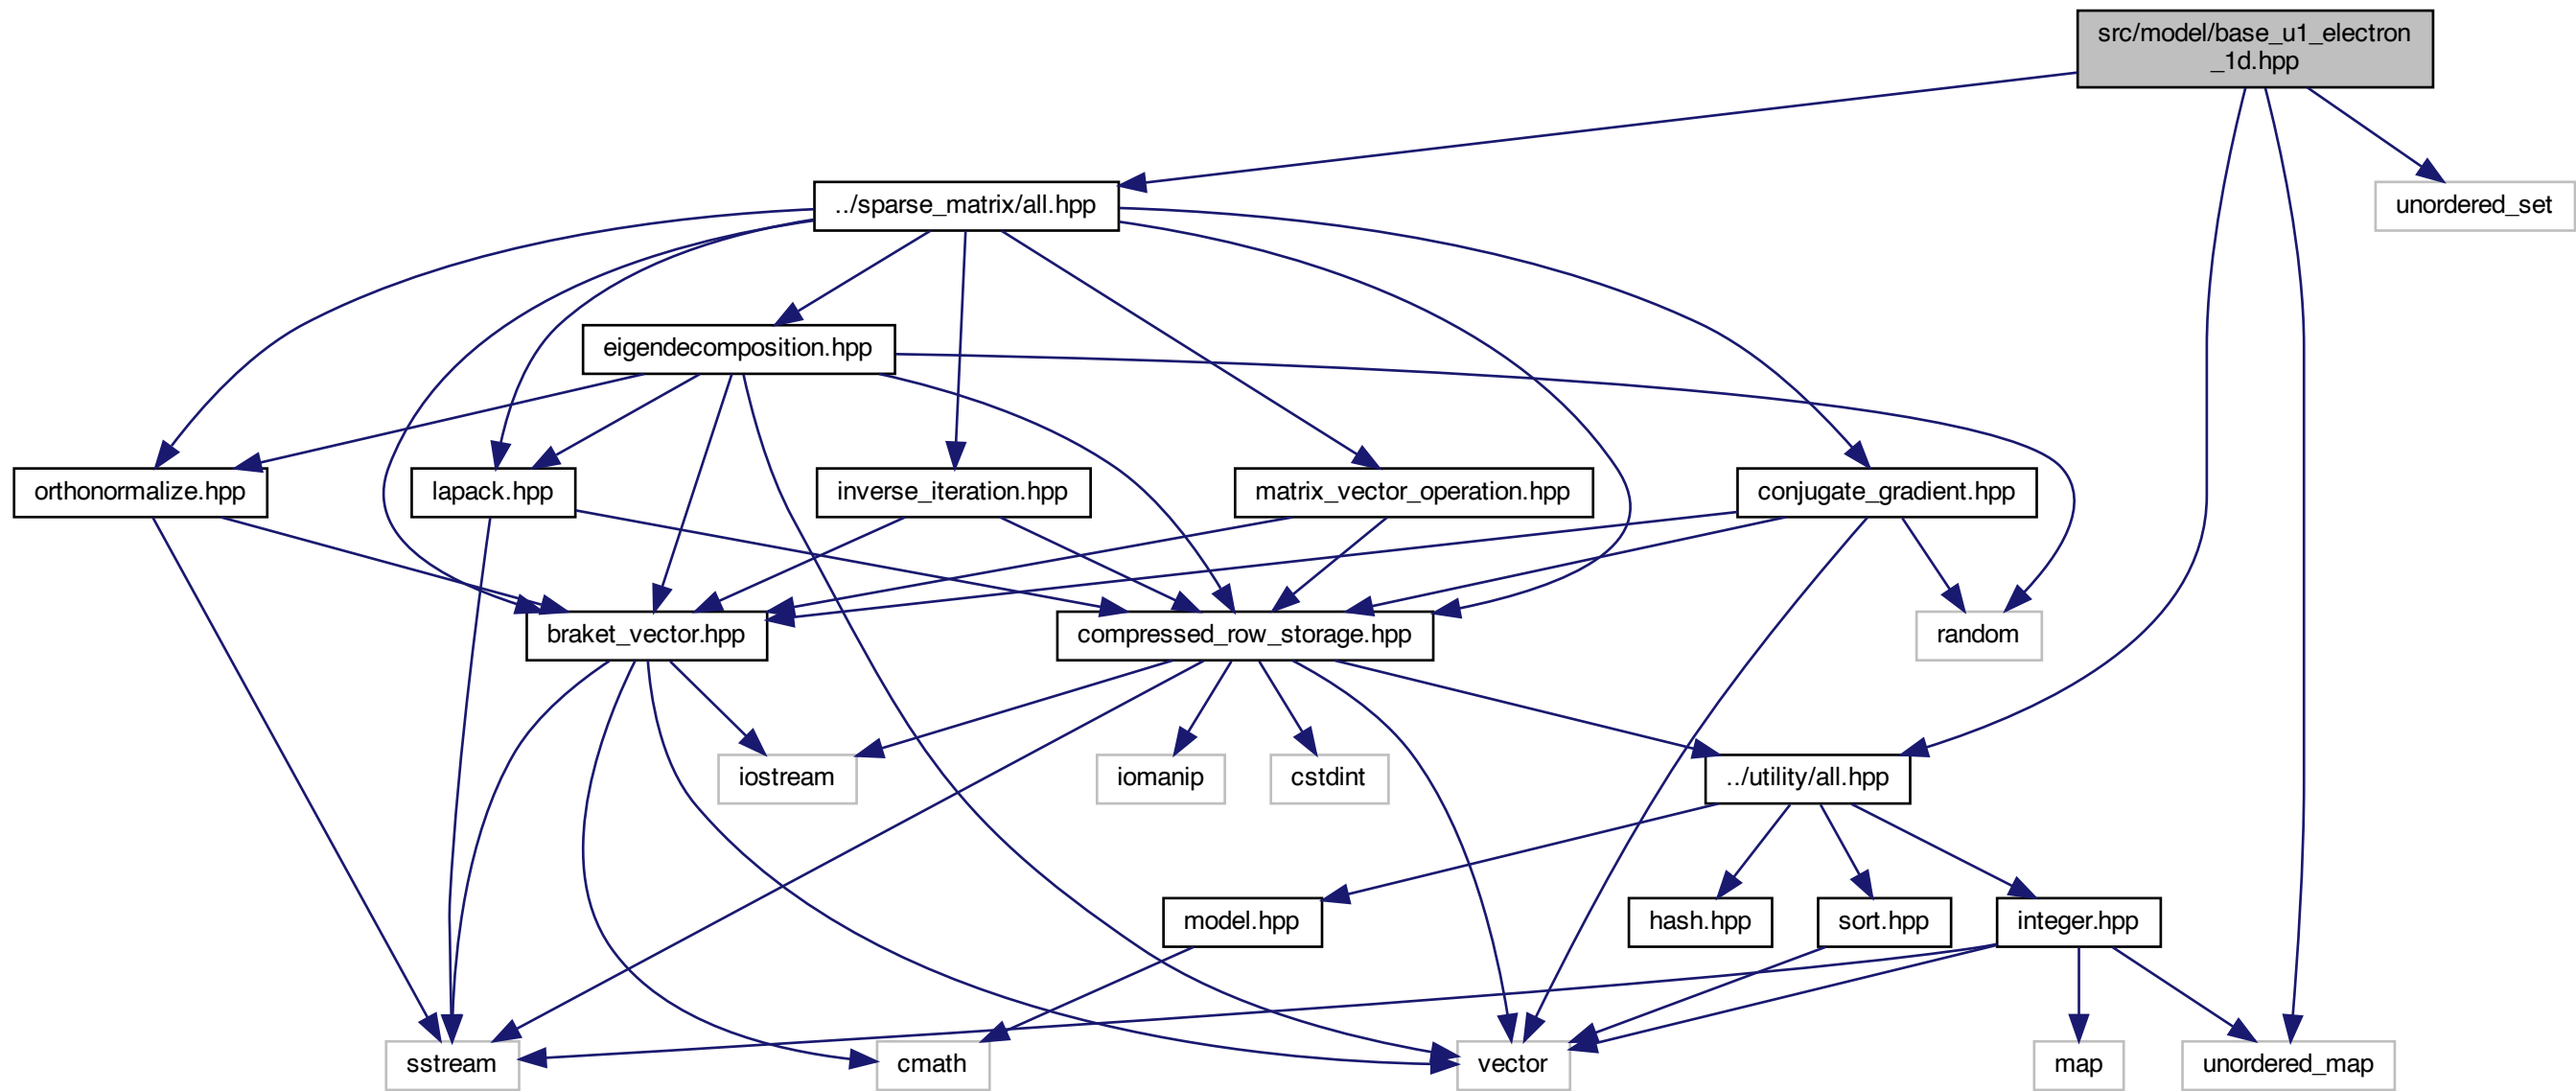 src/model/base_u1_electron
_1d.hpp
../sparse_matrix/all.hpp
unordered_set
eigendecomposition.hpp
orthonormalize.hpp
lapack.hpp
inverse_iteration.hpp
matrix_vector_operation.hpp
conjugate_gradient.hpp
braket_vector.hpp
compressed_row_storage.hpp
random
iostream
iomanip
cstdint
../utility/all.hpp
model.hpp
hash.hpp
sort.hpp
integer.hpp
sstream
cmath
vector
map
unordered_map